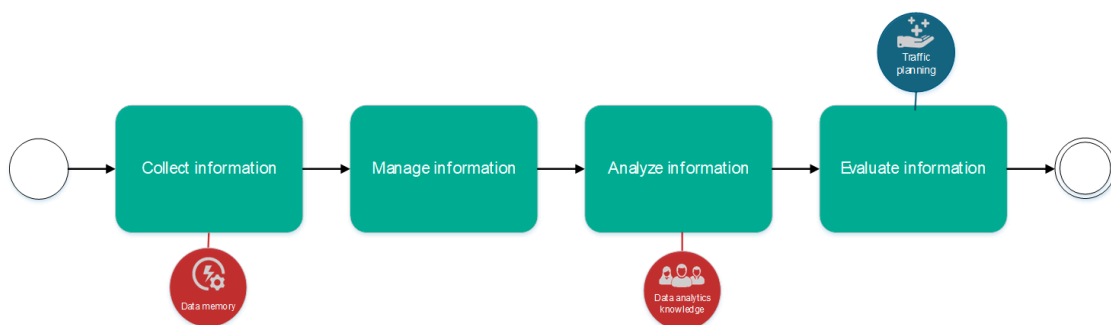 Traffic
planning
Collect information
Manage information
Analyze information
Evaluate information
Data memory
Data analytics
knowledge